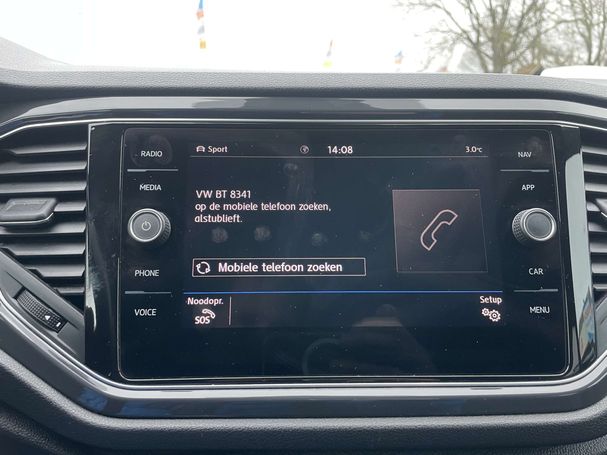 RADIO
MEDIA
PHONE
VOICE
Sport
14:08
3.0°C
VW BT 8341
op de mobiele telefoon zoeken,
alstublieft.
Mobiele telefoon zoeken
Noodopr.
SOS
Setup
NAV
APP
CAR
MENU